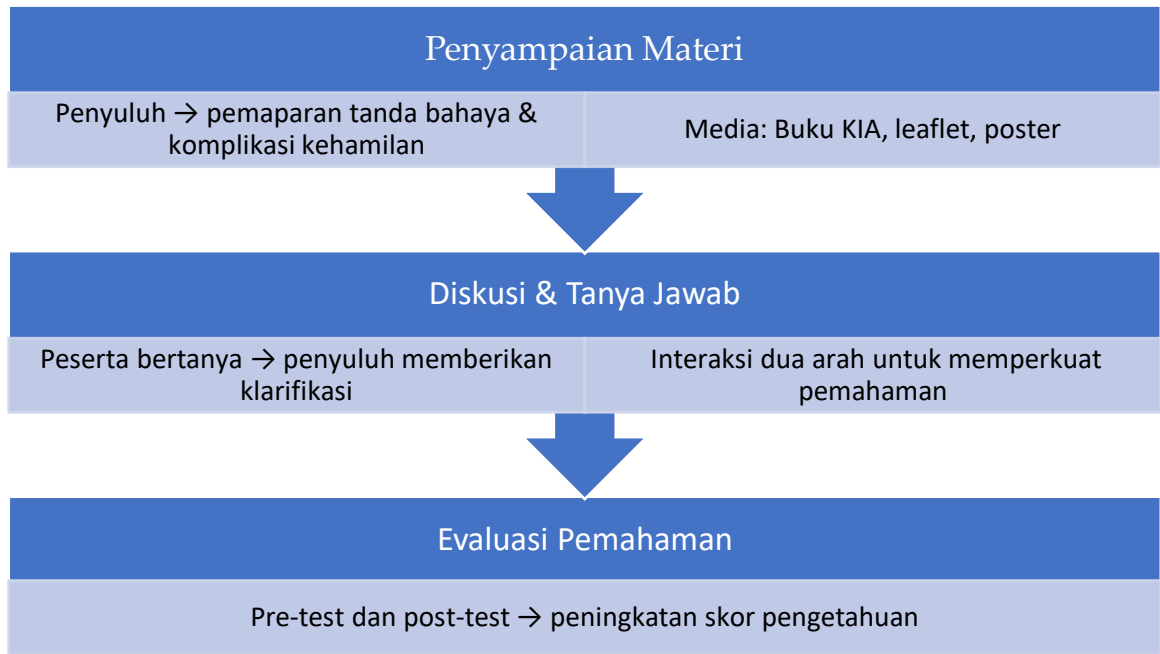 Penyampaian Materi
Penyuluh → pemaparan tanda bahaya &
komplikasi kehamilan
Media: Buku KIA, leaflet, poster
Diskusi & Tanya Jawab
Peserta bertanya → penyuluh memberikan
klarifikasi
Interaksi dua arah untuk memperkuat
pemahaman
Evaluasi Pemahaman
Pre-test dan post-test → peningkatan skor pengetahuan